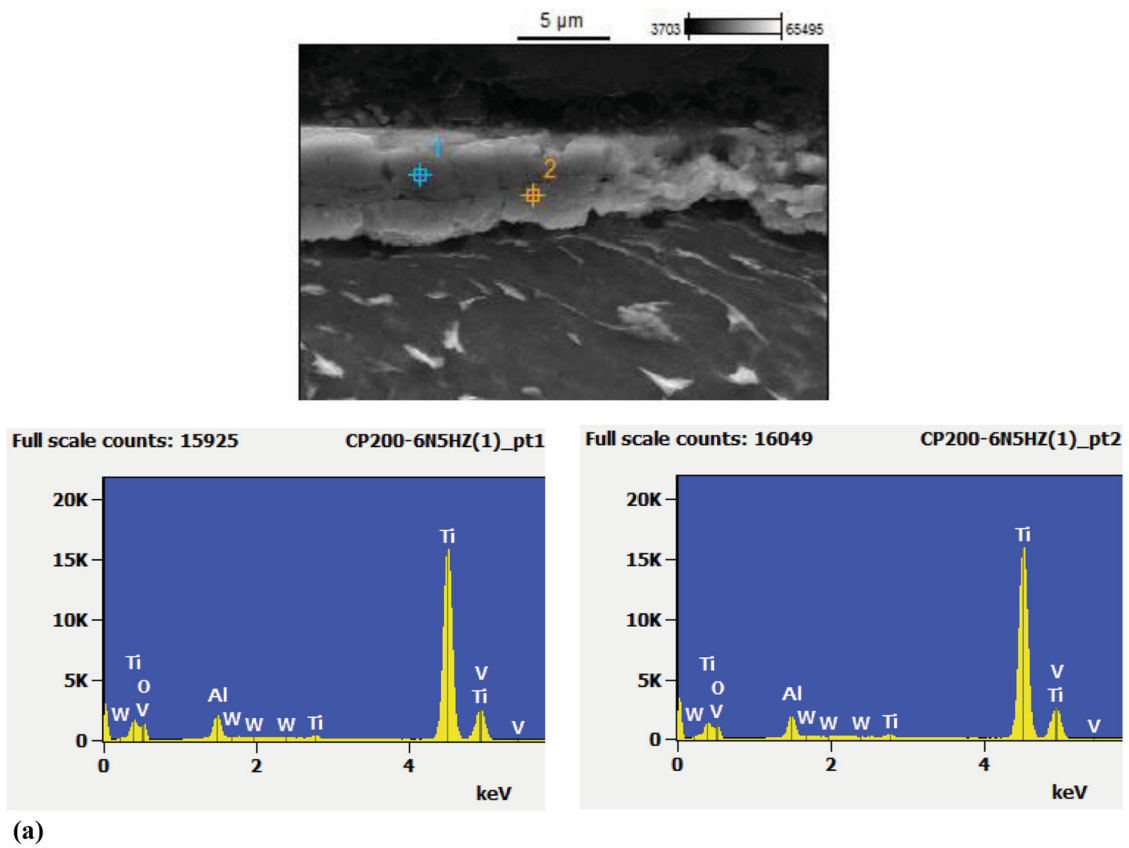 5 µm
3703 65495
1
2
Full scale counts: 15925 CP200-6N5HZ(1)_pt1
20K
15K
10K
5K
0
Ti
Ti
O
V
W
Al
W
W
W
Ti
V
Ti
V
0 2 4
keV
Full scale counts: 16049 CP200-6N5HZ(1)_pt2
20K
15K
10K
5K
0
Ti
Ti
O
V
W
Al
W
W
W
Ti
V
Ti
V
0 2 4
keV
(a)